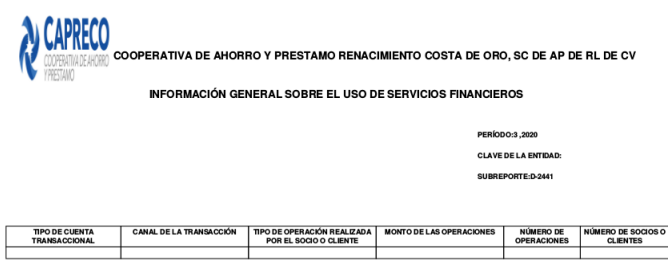 CAPRECO
COOPERATIVA DE AHORRO
Y PRESTAMO
COOPERATIVA DE AHORRO Y PRESTAMO RENACIMIENTO COSTA DE ORO, SC DE AP DE RL DE CV
INFORMACIÓN GENERAL SOBRE EL USO DE SERVICIOS FINANCIEROS
PERÍODO:3 ,2020
CLAVE DE LA ENTIDAD:
SUBREPORTE:D-2441
TIPO DE CUENTA TRANSACCIONAL
CANAL DE LA TRANSACCIÓN
TIPO DE OPERACIÓN REALIZADA POR EL SOCIO O CLIENTE
MONTO DE LAS OPERACIONES
NÚMERO DE OPERACIONES
NÚMERO DE SOCIOS O CLIENTES